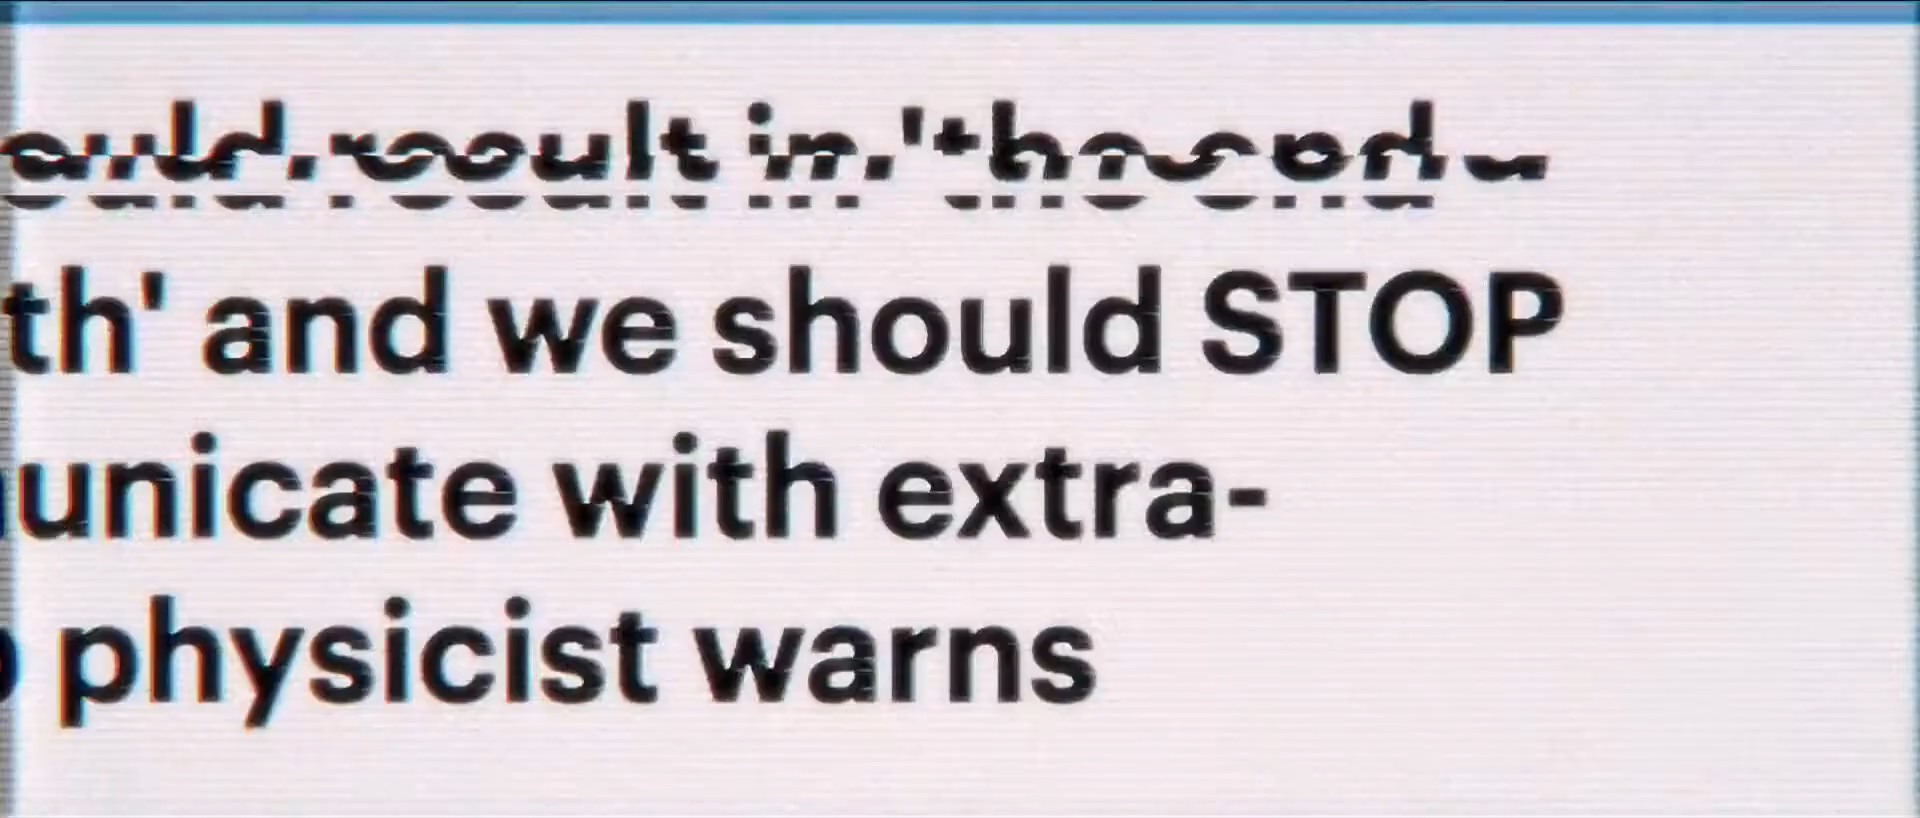 ould result in 'the end
th' and we should STOP
unicate with extra-
physicist warns